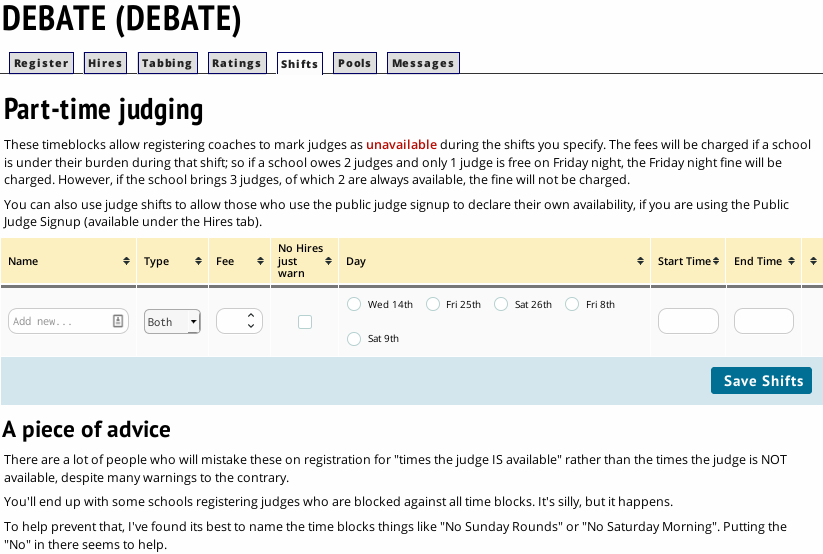 DEBATE (DEBATE)
Register Hires Tabbing Ratings Shifts Pools Messages
Part-time judging
These timeblocks allow registering coaches to mark judges as unavailable during the shifts you specify. The fees will be charged if a school
is under their burden during that shift; so if a school owes 2 judges and only 1 judge is free on Friday night, the Friday night fine will be
charged. However, if the school brings 3 judges, of which 2 are always available, the fine will not be charged.
You can also use judge shifts to allow those who use the public judge signup to declare their own availability, if you are using the Public
Judge Signup (available under the Hires tab).
Name Type Fee No Hires just warn Day Start Time End Time
Add new... Both Wed 14th Fri 25th Sat 26th Fri 8th
Sat 9th
Save Shifts
A piece of advice
There are a lot of people who will mistake these on registration for "times the judge IS available" rather than the times the judge is NOT
available, despite many warnings to the contrary.
You'll end up with some schools registering judges who are blocked against all time blocks. It's silly, but it happens.
To help prevent that, I've found its best to name the time blocks things like "No Sunday Rounds" or "No Saturday Morning". Putting the
"No" in there seems to help.